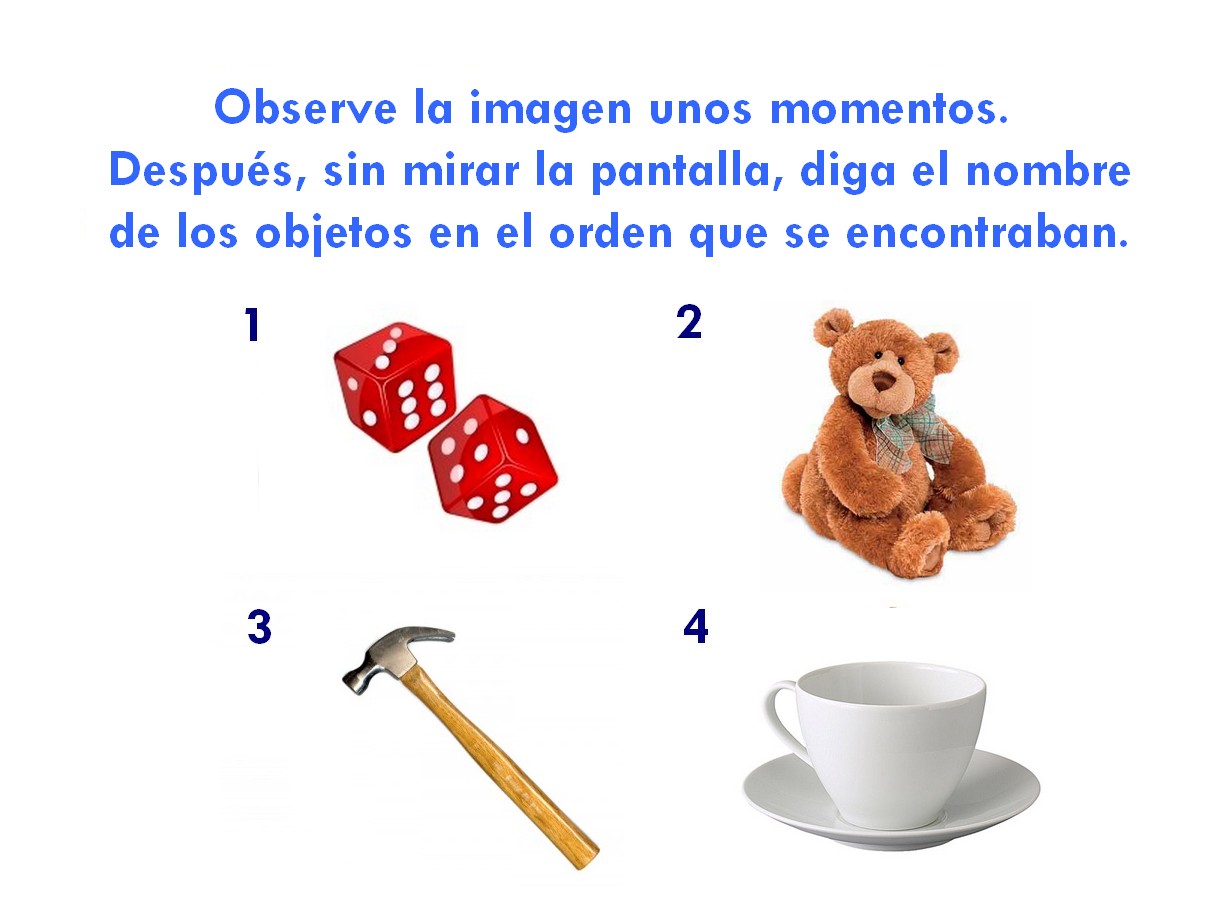 Observe la imagen unos momentos.
Después, sin mirar la pantalla, diga el nombre
de los objetos en el orden que se encontraban.
1
2
3
4